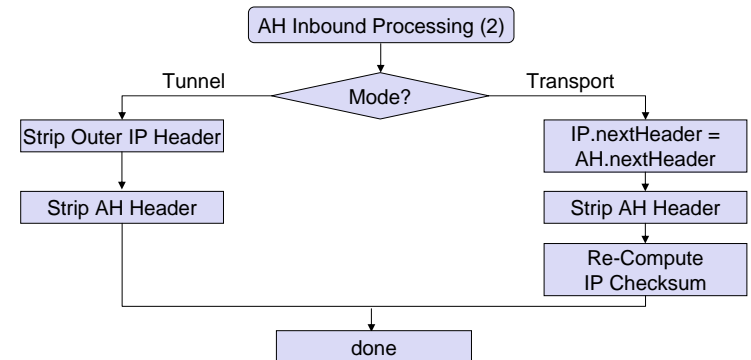 AH Inbound Processing (2)
Tunnel
Mode?
Transport
Strip Outer IP Header
Strip AH Header
IP.nextHeader =
AH.nextHeader
Strip AH Header
Re-Compute
IP Checksum
done